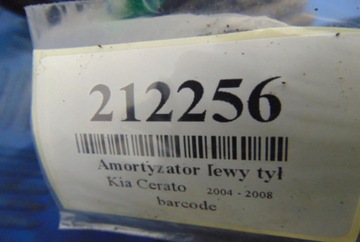 212256
Amortyzator lewy tył
Kia Cerato 2004 - 2008
barcode